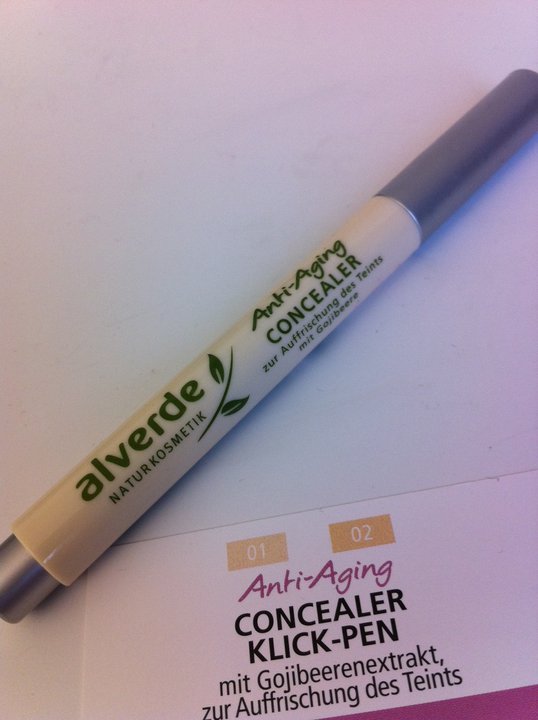 Anti-Aging
CONCEALER
zur Auffrischung des Teints
mit Gojibeere
alverde
NATURKOSMETIK
01 02
Anti-Aging
CONCEALER
KLICK-PEN
mit Gojibeerenextrakt,
zur Auffrischung des Teints